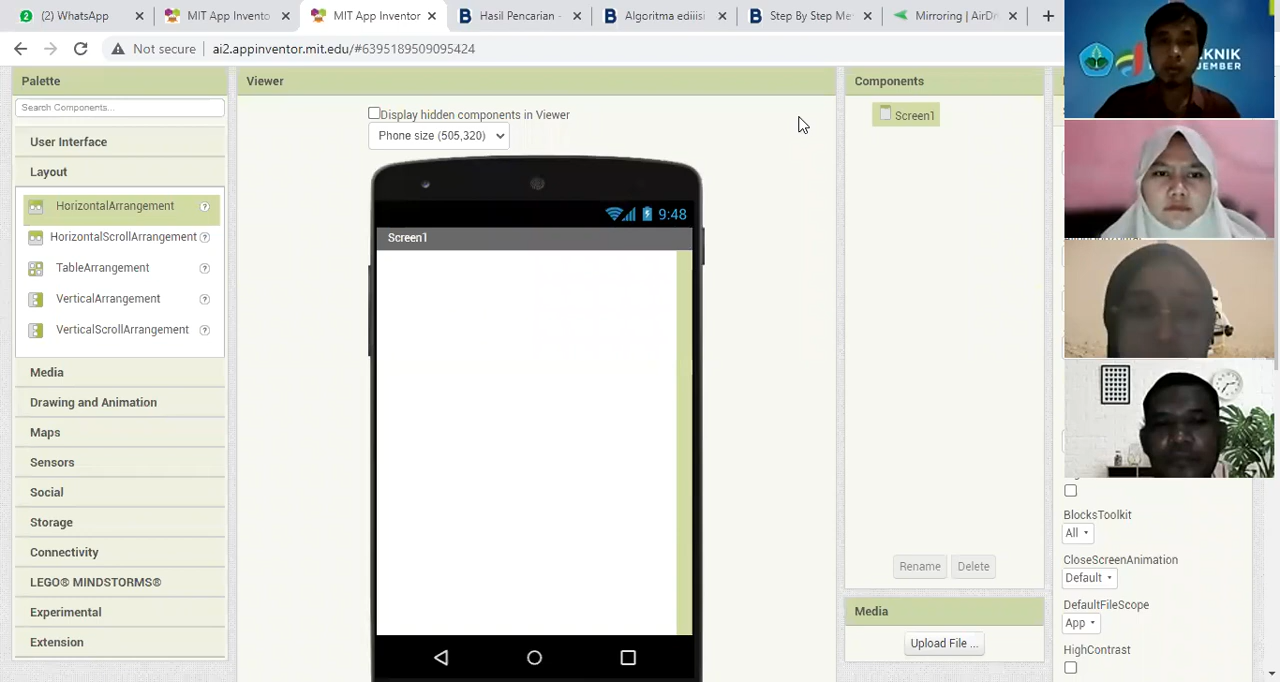 (2) WhatsApp
MIT App Invento
MIT App Inventor
Hasil Pencarian -
Algoritma ediiisi
Step By Step Me
Mirroring | AirD
Not secure
ai2.appinventor.mit.edu/#6395189509095424
Palette
Search Components...
User Interface
Layout
HorizontalArrangement
HorizontalScrollArrangement
TableArrangement
VerticalArrangement
VerticalScrollArrangement
Media
Drawing and Animation
Maps
Sensors
Social
Storage
Connectivity
LEGO® MINDSTORMS®
Experimental
Extension
Viewer
Display hidden components in Viewer
Phone size (505,320)
9:48
Screen1
Components
Screen1
Rename
Delete
Media
Upload File ...
BlocksToolkit
All
CloseScreenAnimation
Default
DefaultFileScope
App
HighContrast